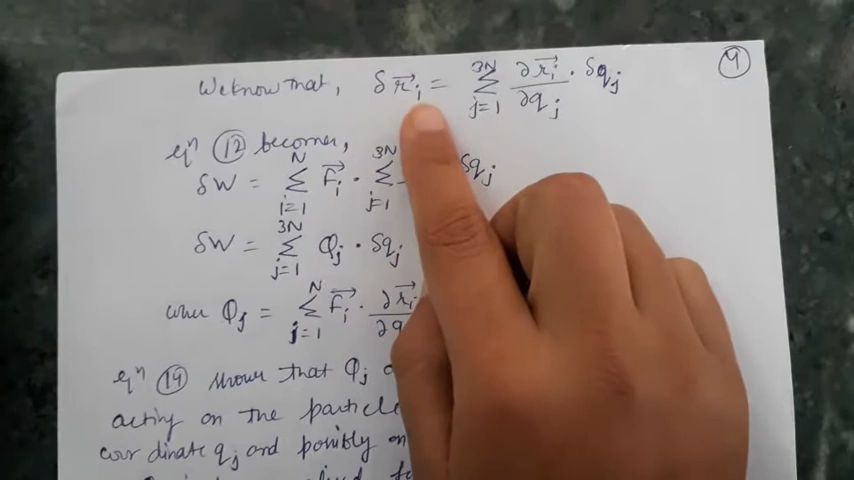 We know that, δr⃗ᵢ = Σ_{j=1}^{3N} ∂r⃗ᵢ/∂qⱼ · δqⱼ
9
eqⁿ (12) becomes,
δW = Σ_{i=1}^{N} F⃗ᵢ · Σ_{j=1}^{3N} δqⱼ
δW = Σ_{j=1}^{3N} Qⱼ · δqⱼ
where Qⱼ = Σ_{j=1}^{N} F⃗ᵢ · ∂r⃗ᵢ/∂q
eqⁿ (14) shows that Qⱼ
acting on the particle
coordinate qⱼ and possibly on